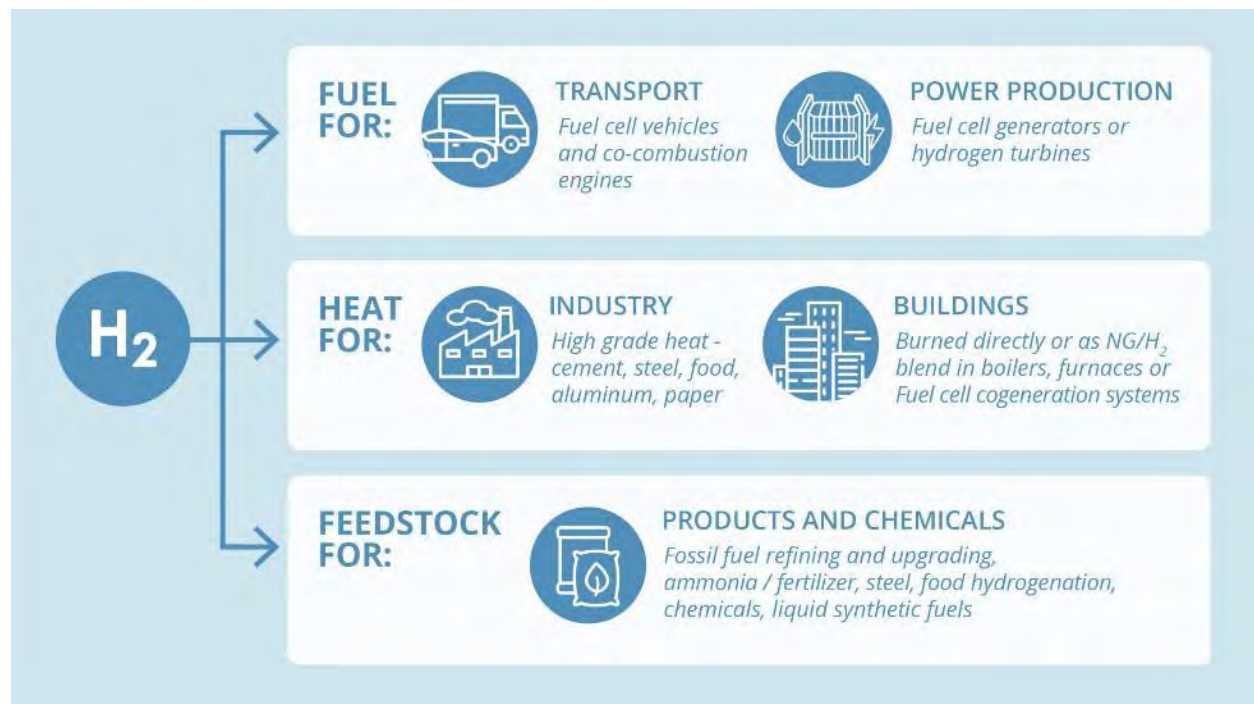 H₂
FUEL
FOR:
TRANSPORT
Fuel cell vehicles
and co-combustion
engines
POWER PRODUCTION
Fuel cell generators or
hydrogen turbines
HEAT
FOR:
INDUSTRY
High grade heat -
cement, steel, food,
aluminum, paper
BUILDINGS
Burned directly or as NG/H₂
blend in boilers, furnaces or
Fuel cell cogeneration systems
FEEDSTOCK
FOR:
PRODUCTS AND CHEMICALS
Fossil fuel refining and upgrading,
ammonia / fertilizer, steel, food hydrogenation,
chemicals, liquid synthetic fuels